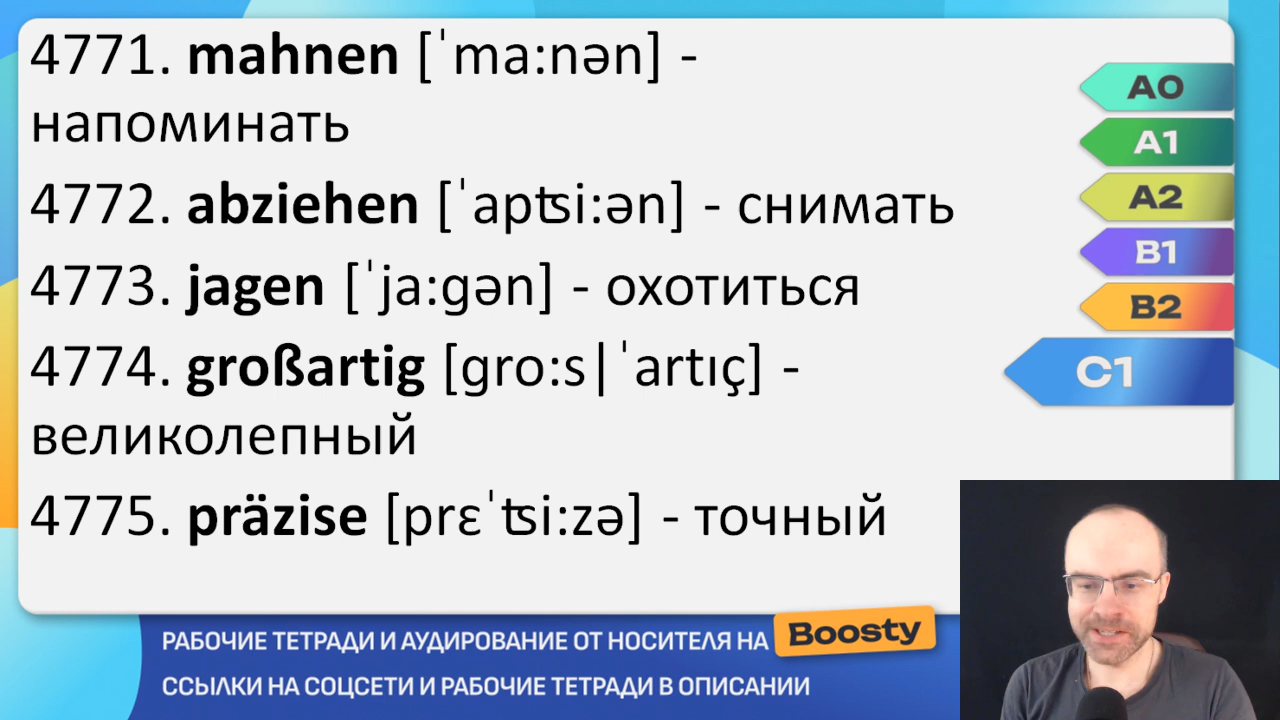 4771. mahnen [ˈma:nən] -
напоминать
4772. abziehen [ˈapʦi:ən] - снимать
4773. jagen [ˈja:gən] - охотиться
4774. großartig [gro:s|ˈartıç] -
великолепный
4775. präzise [prɛˈʦi:zə] - точный
A0
A1
A2
B1
B2
C1
РАБОЧИЕ ТЕТРАДИ И АУДИРОВАНИЕ ОТ НОСИТЕЛЯ НА Boosty
ССЫЛКИ НА СОЦСЕТИ И РАБОЧИЕ ТЕТРАДИ В ОПИСАНИИ